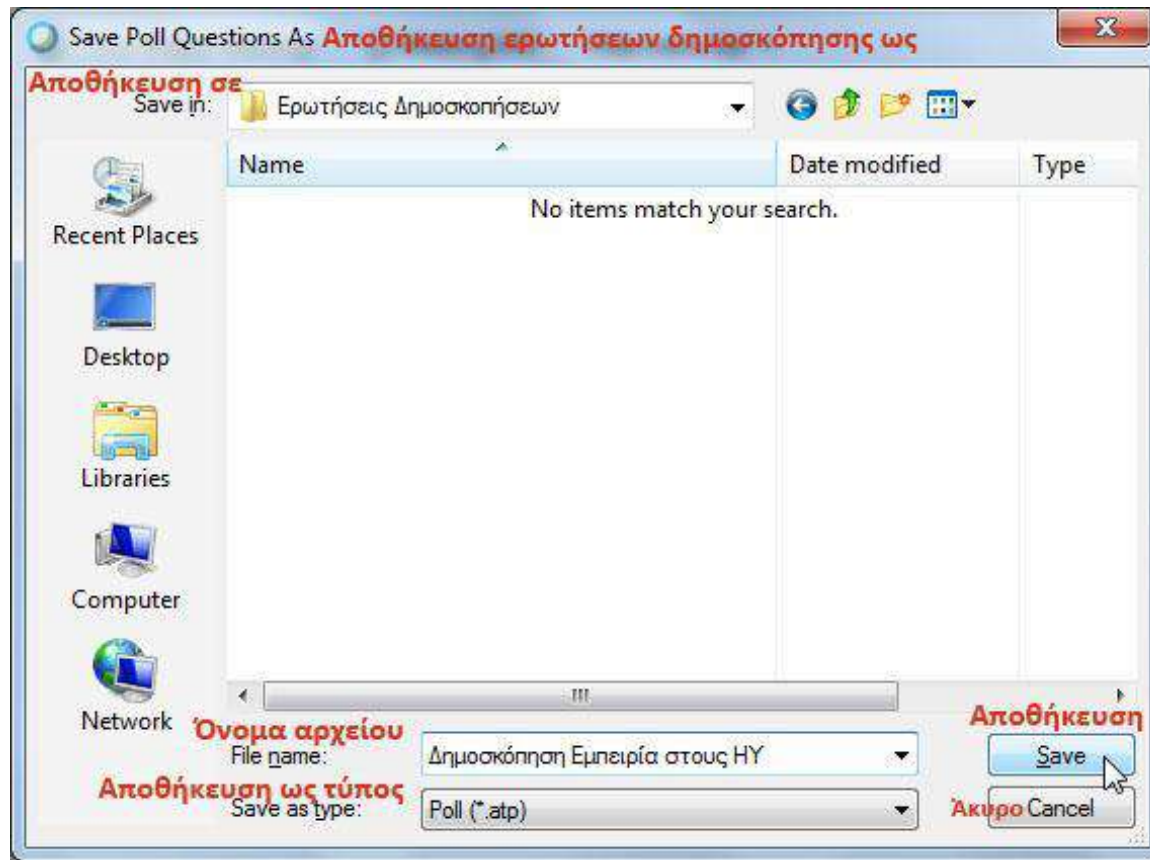 Save Poll Questions As Αποθήκευση ερωτήσεων δημοσκόπησης ως
Αποθήκευση σε
Save in: Ερωτήσεις Δημοσκοπήσεων
Name Date modified Type
No items match your search.
Recent Places
Desktop
Libraries
Computer
Network
Όνομα αρχείου
Αποθήκευση
File name: Δημοσκόπηση Εμπειρία στους ΗΥ Save
Αποθήκευση ως τύπος
Save as type: Poll (*.atp) Άκυρο Cancel